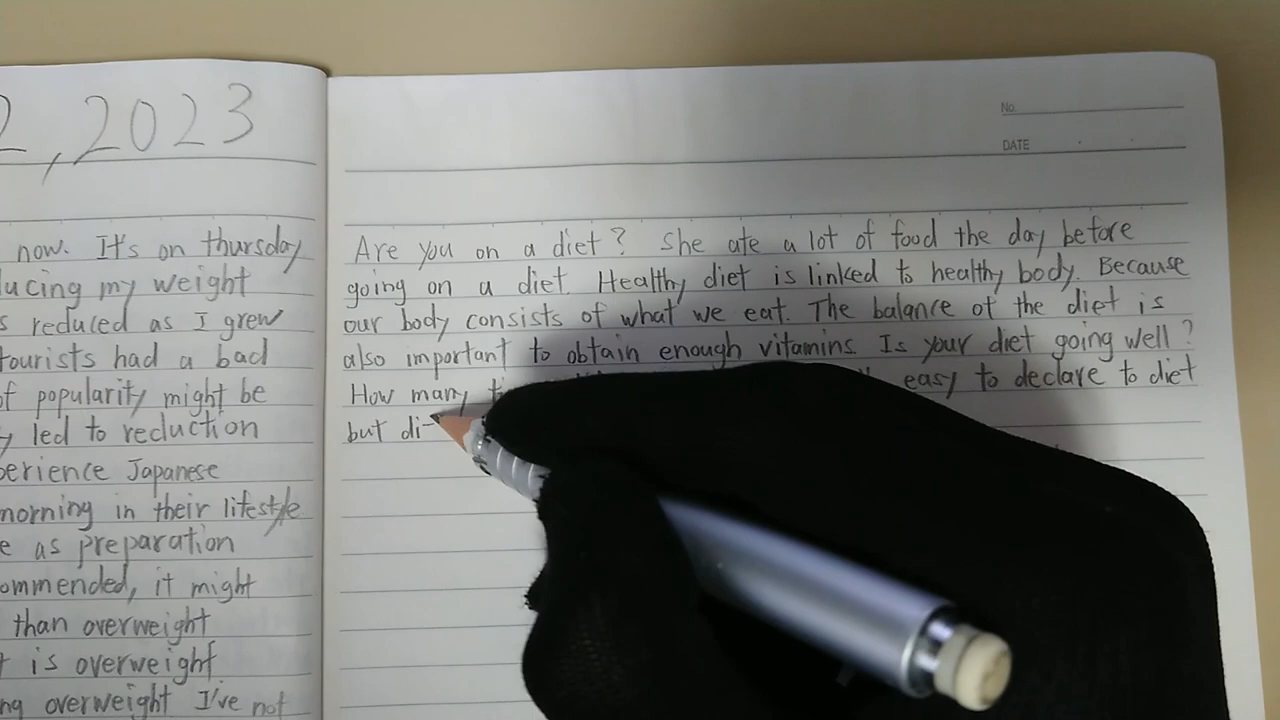 2, 2023
now. It's on thursday
ucing my weight
s reduced as I grew
tourists had a bad
of popularity might be
y led to reduction
perience Japanese
morning in their lifestyle
e as preparation
ommended, it might
than overweight
t is overweight.
ng overweight I've not
No.
DATE
Are you on a diet? She ate a lot of food the day before
going on a diet. Healthy diet is linked to healthy body. Because
our body consists of what we eat. The balance of the diet is
also important to obtain enough vitamins. Is your diet going well?
How many easy to declare to diet
but di